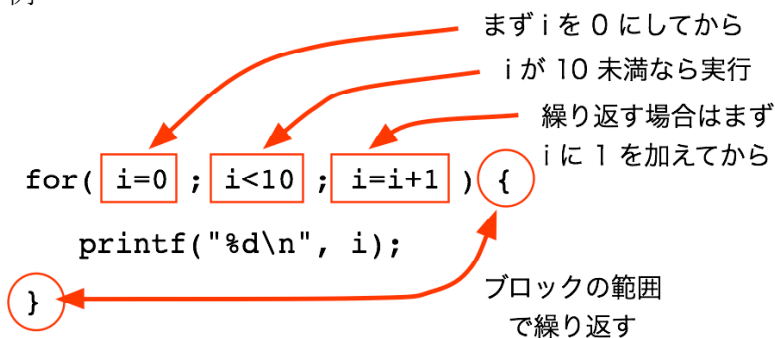 例
まず i を 0 にしてから
i が 10 未満なら実行
繰り返す場合はまず
i に 1 を加えてから
for( i=0 ; i<10 ; i=i+1 ) {
printf("%d\n", i);
}
ブロックの範囲
で繰り返す